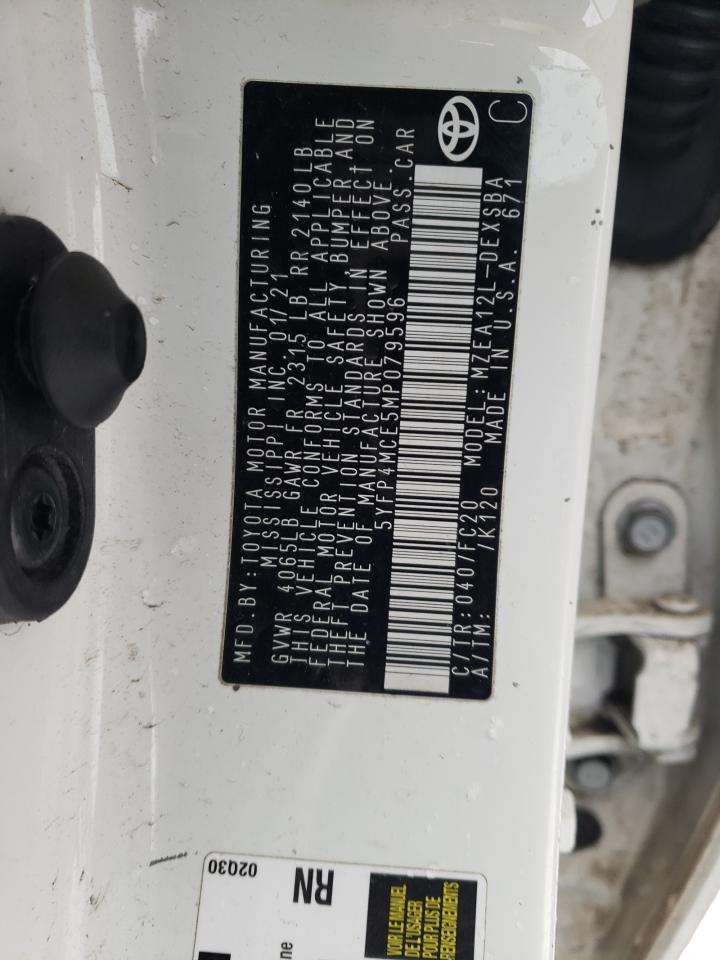 MFD.BY:TOYOTA MOTOR MANUFACTURING
MISSISSIPPI INC. 01/21
GVWR 4065LB GAWR FR 2315 LB RR 2140 LB
THIS VEHICLE CONFORMS TO ALL APPLICABLE
FEDERAL MOTOR VEHICLE SAFETY, BUMPER, AND
THEFT PREVENTION STANDARDS IN EFFECT ON
THE DATE OF MANUFACTURE SHOWN ABOVE.
5YFP4MCE5MP079596 PASS.CAR
C/TR:040/FC20 MODEL:MZEA12L-DEXSBA
A/TM: /K120 MADE IN U.S.A. 671
C
02Q30
RN
ne
VOIR LE MANUEL
DE L'USAGER
POUR PLUS DE
RENSEIGNEMENTS